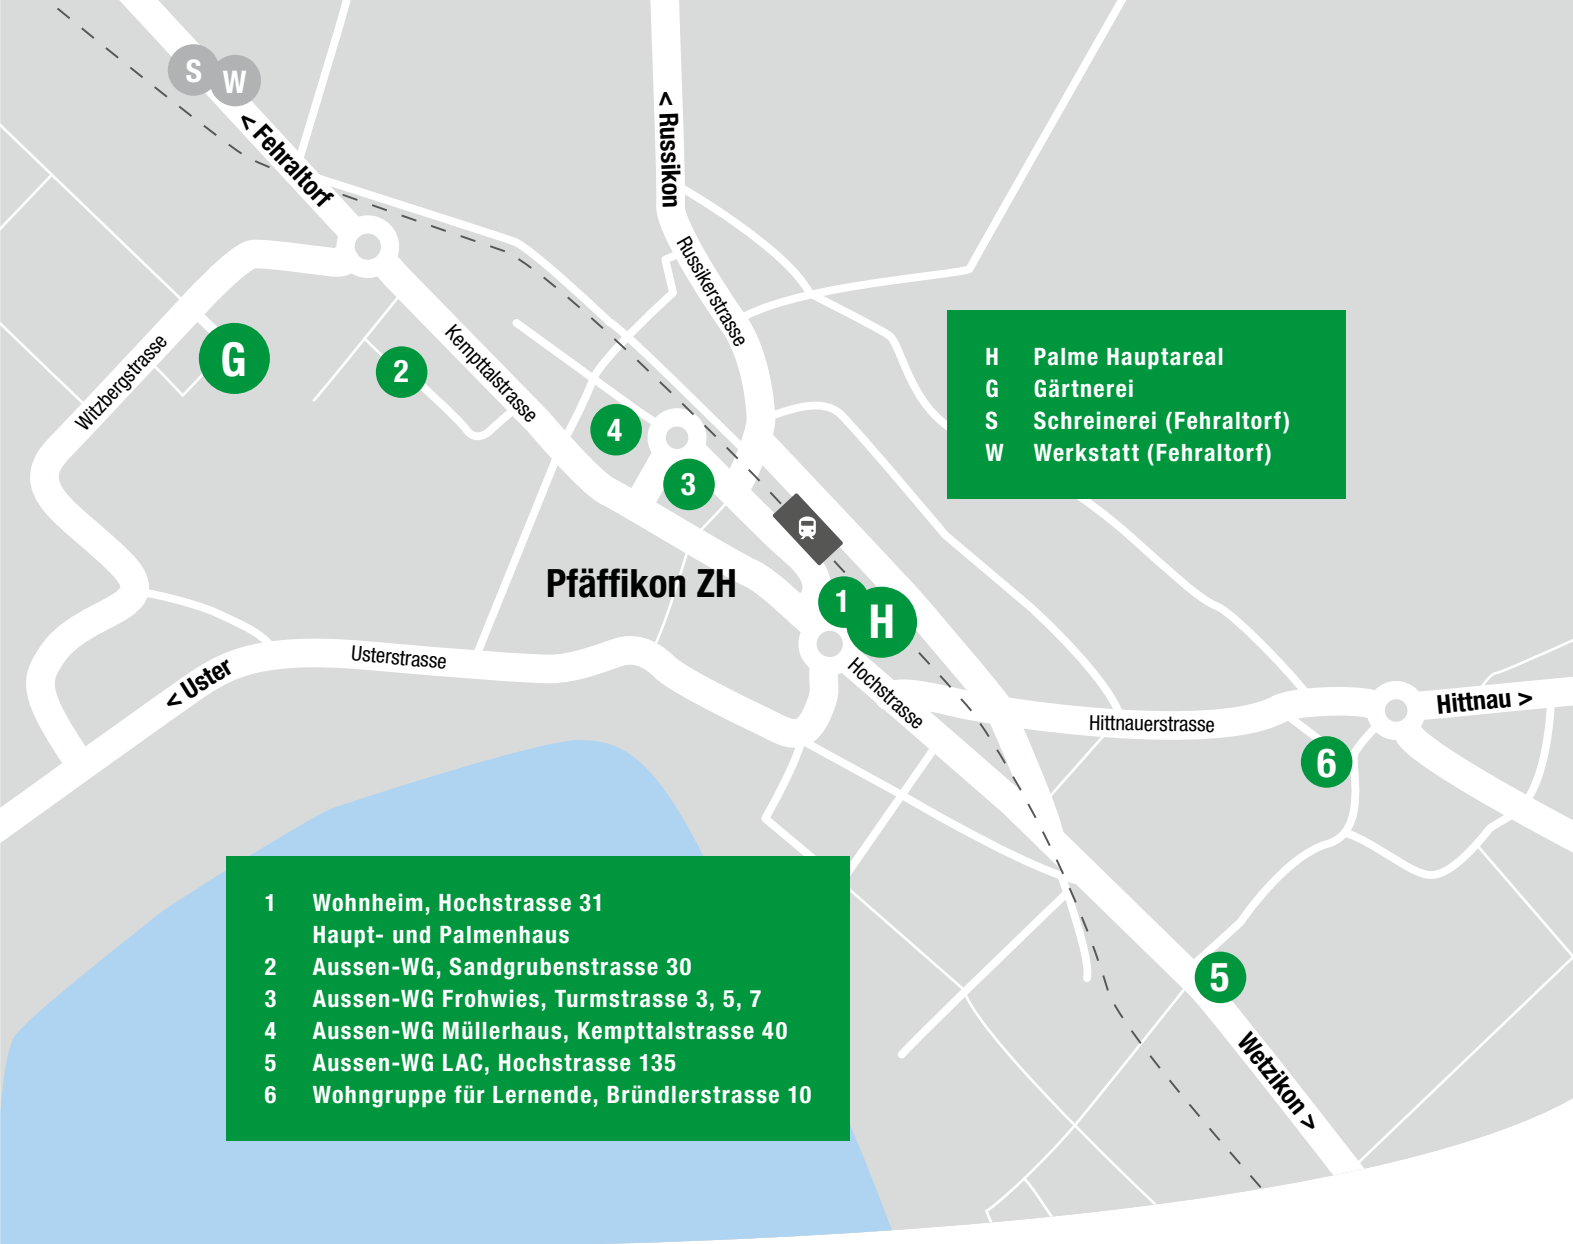 S
W
< Fehraltorf
< Russikon
Russikerstrasse
Kempttalstrasse
Witzbergstrasse
G
2
4
3
H Palme Hauptareal
G Gärtnerei
S Schreinerei (Fehraltorf)
W Werkstatt (Fehraltorf)
Pfäffikon ZH
1
H
Usterstrasse
< Uster
Hochstrasse
Hittnauerstrasse
Hittnau >
6
5
Wetzikon >
1 Wohnheim, Hochstrasse 31
Haupt- und Palmenhaus
2 Aussen-WG, Sandgrubenstrasse 30
3 Aussen-WG Frohwies, Turmstrasse 3, 5, 7
4 Aussen-WG Müllerhaus, Kempttalstrasse 40
5 Aussen-WG LAC, Hochstrasse 135
6 Wohngruppe für Lernende, Bründlerstrasse 10